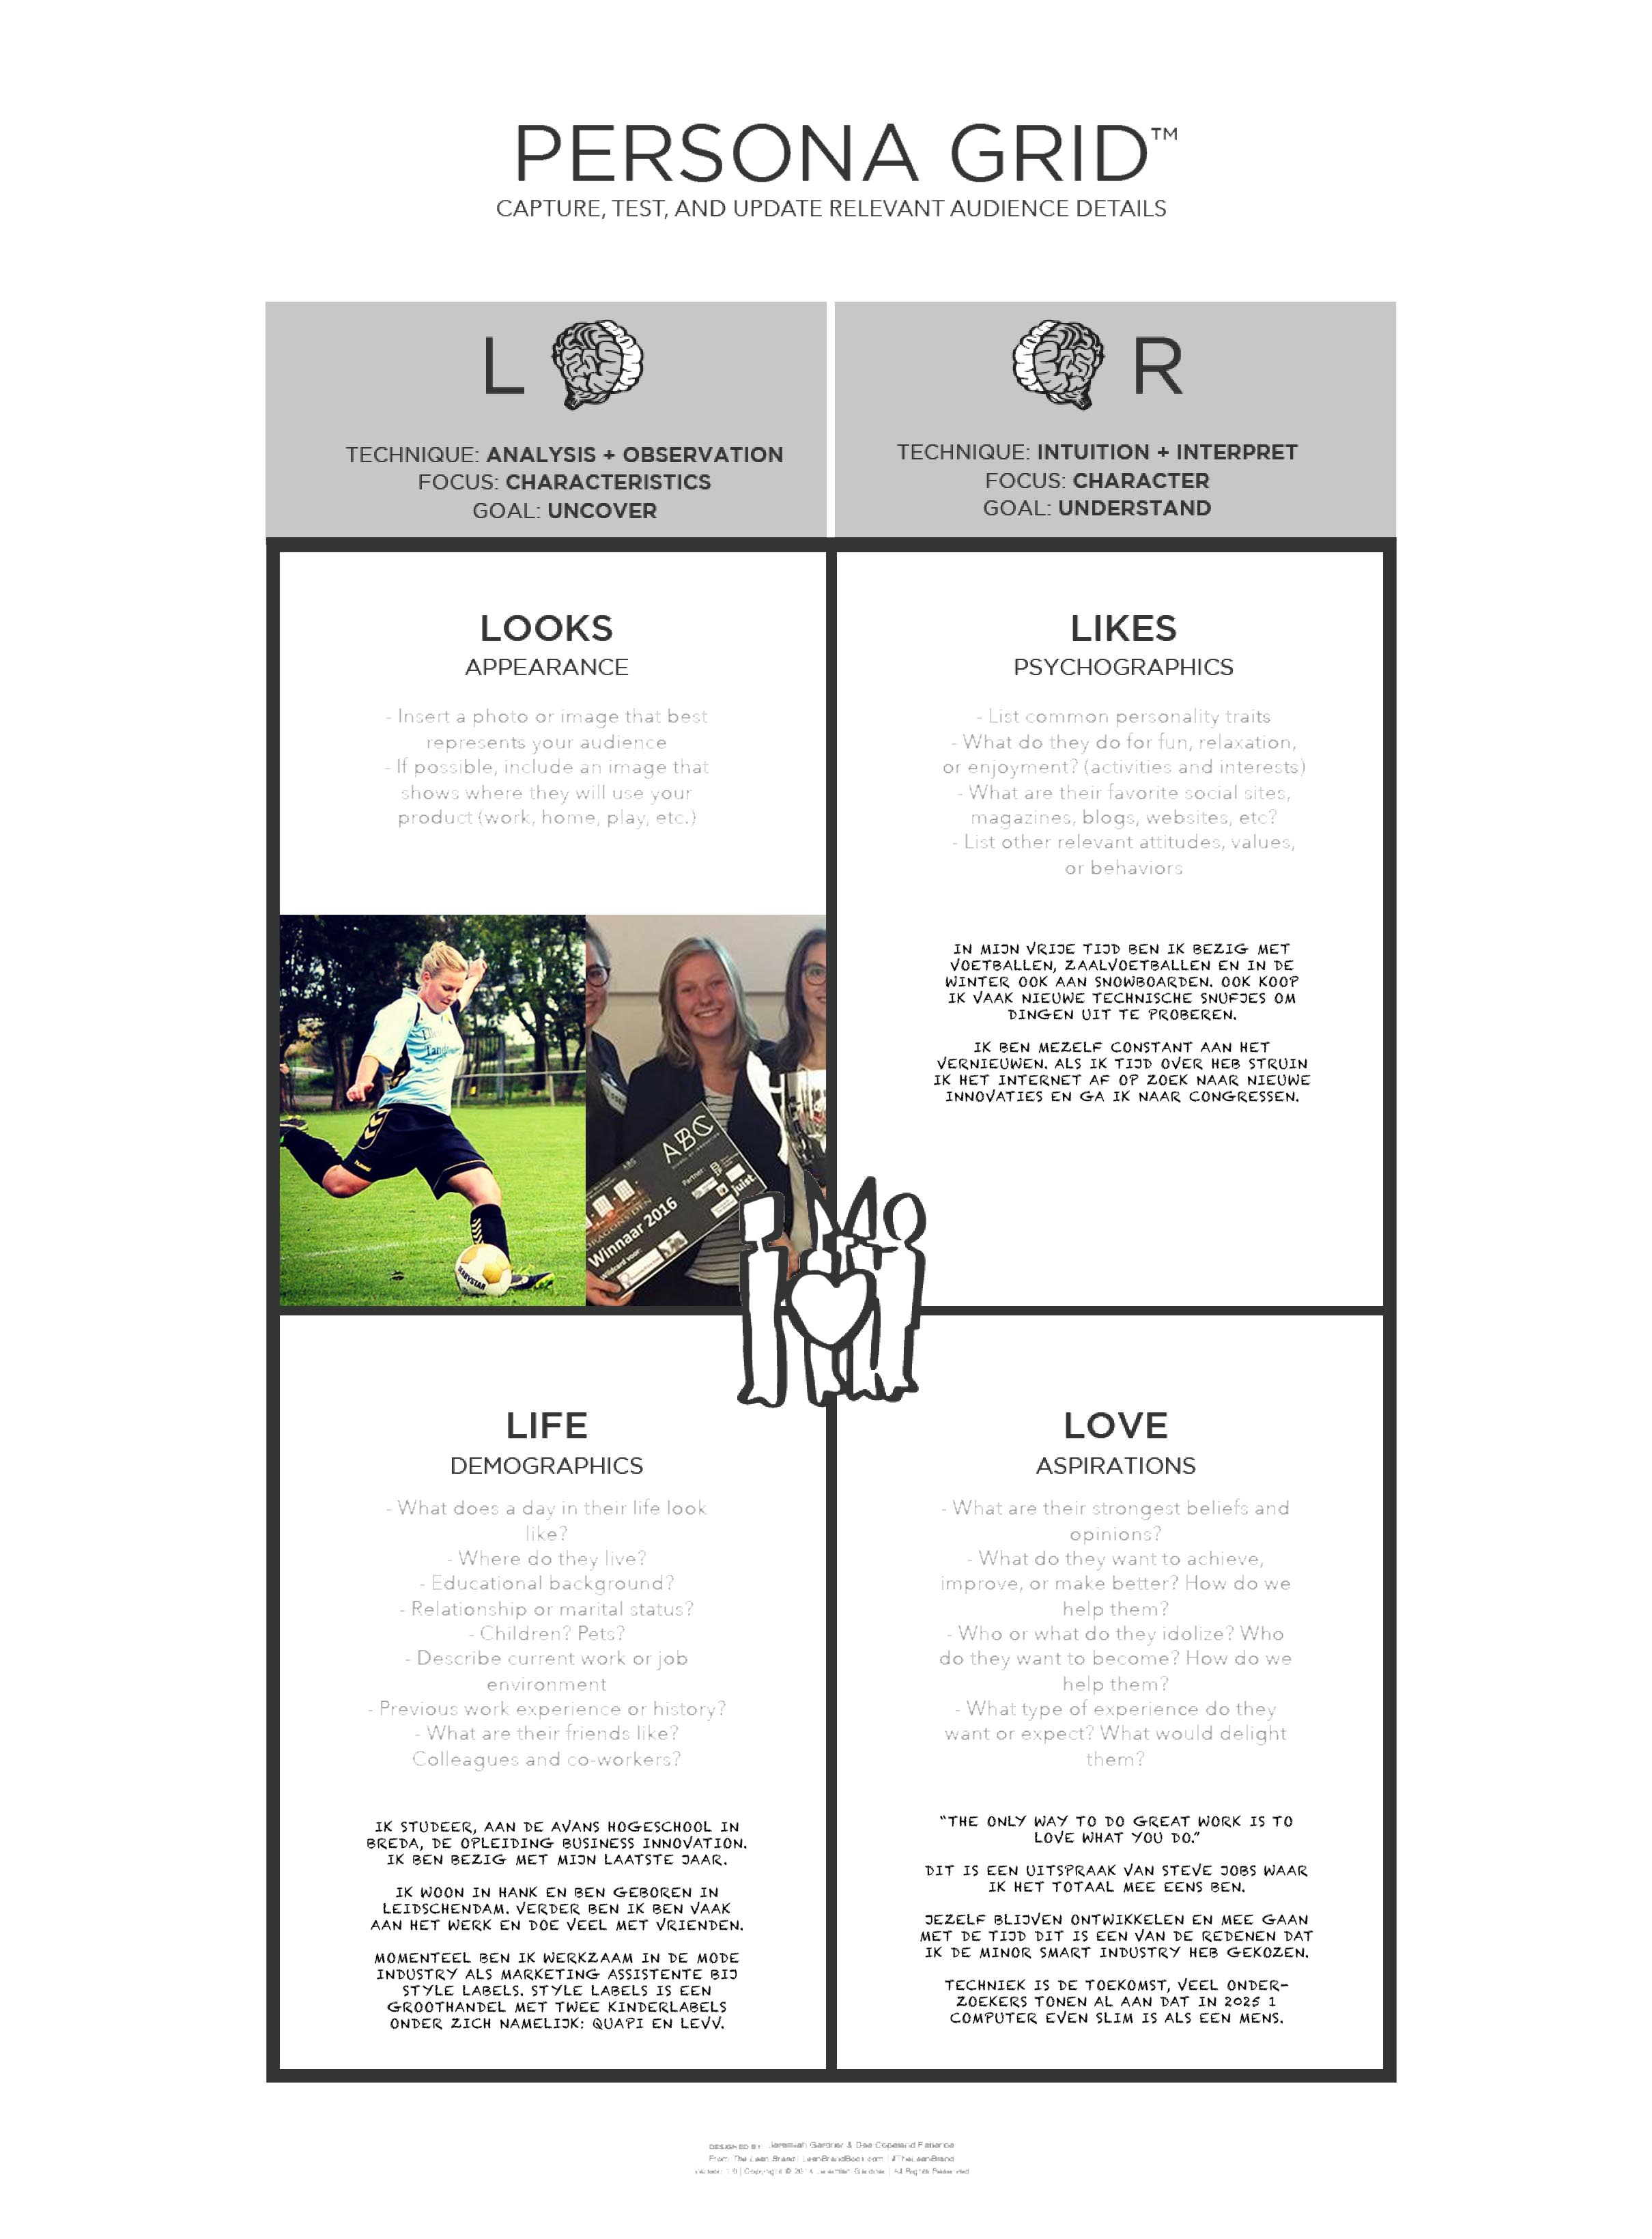 PERSONA GRID™
CAPTURE, TEST, AND UPDATE RELEVANT AUDIENCE DETAILS
L
TECHNIQUE: ANALYSIS + OBSERVATION
FOCUS: CHARACTERISTICS
GOAL: UNCOVER
R
TECHNIQUE: INTUITION + INTERPRET
FOCUS: CHARACTER
GOAL: UNDERSTAND
LOOKS
APPEARANCE
- Insert a photo or image that best
represents your audience
- If possible, include an image that
shows where they will use your
product (work, home, play, etc.)
ABC
Partner:
juist
DRAGONS DEN
Winnaar 2016
Wildcard voor:
DERBYSTAR
hummel
LIKES
PSYCHOGRAPHICS
- List common personality traits
- What do they do for fun, relaxation,
or enjoyment? (activities and interests)
- What are their favorite social sites,
magazines, blogs, websites, etc?
- List other relevant attitudes, values,
or behaviors
IN MIJN VRIJE TIJD BEN IK BEZIG MET
VOETBALLEN, ZAALVOETBALLEN EN IN DE
WINTER OOK AAN SNOWBOARDEN. OOK KOOP
IK VAAK NIEUWE TECHNISCHE SNUFJES OM
DINGEN UIT TE PROBEREN.
IK BEN MEZELF CONSTANT AAN HET
VERNIEUWEN. ALS IK TIJD OVER HEB STRUIN
IK HET INTERNET AF OP ZOEK NAAR NIEUWE
INNOVATIES EN GA IK NAAR CONGRESSEN.
LIFE
DEMOGRAPHICS
- What does a day in their life look
like?
- Where do they live?
- Educational background?
- Relationship or marital status?
- Children? Pets?
- Describe current work or job
environment
- Previous work experience or history?
- What are their friends like?
Colleagues and co-workers?
IK STUDEER, AAN DE AVANS HOGESCHOOL IN
BREDA, DE OPLEIDING BUSINESS INNOVATION.
IK BEN BEZIG MET MIJN LAATSTE JAAR.
IK WOON IN HANK EN BEN GEBOREN IN
LEIDSCHENDAM. VERDER BEN IK BEN VAAK
AAN HET WERK EN DOE VEEL MET VRIENDEN.
MOMENTEEL BEN IK WERKZAAM IN DE MODE
INDUSTRY ALS MARKETING ASSISTENTE BIJ
STYLE LABELS. STYLE LABELS IS EEN
GROOTHANDEL MET TWEE KINDERLABELS
ONDER ZICH NAMELIJK: QUAPI EN LEVV.
LOVE
ASPIRATIONS
- What are their strongest beliefs and
opinions?
- What do they want to achieve,
improve, or make better? How do we
help them?
- Who or what do they idolize? Who
do they want to become? How do we
help them?
- What type of experience do they
want or expect? What would delight
them?
“THE ONLY WAY TO DO GREAT WORK IS TO
LOVE WHAT YOU DO.”
DIT IS EEN UITSPRAAK VAN STEVE JOBS WAAR
IK HET TOTAAL MEE EENS BEN.
JEZELF BLIJVEN ONTWIKKELEN EN MEE GAAN
MET DE TIJD DIT IS EEN VAN DE REDENEN DAT
IK DE MINOR SMART INDUSTRY HEB GEKOZEN.
TECHNIEK IS DE TOEKOMST, VEEL ONDER-
ZOEKERS TONEN AL AAN DAT IN 2025 1
COMPUTER EVEN SLIM IS ALS EEN MENS.
DESIGNED BY: Jeremiah Gardner & Dee Copeland Patience
From: The Lean Brand | LeanBrandBook.com | #TheLeanBrand
Version 1.0 | Copyright © Jeremiah Gardner | All Rights Reserved